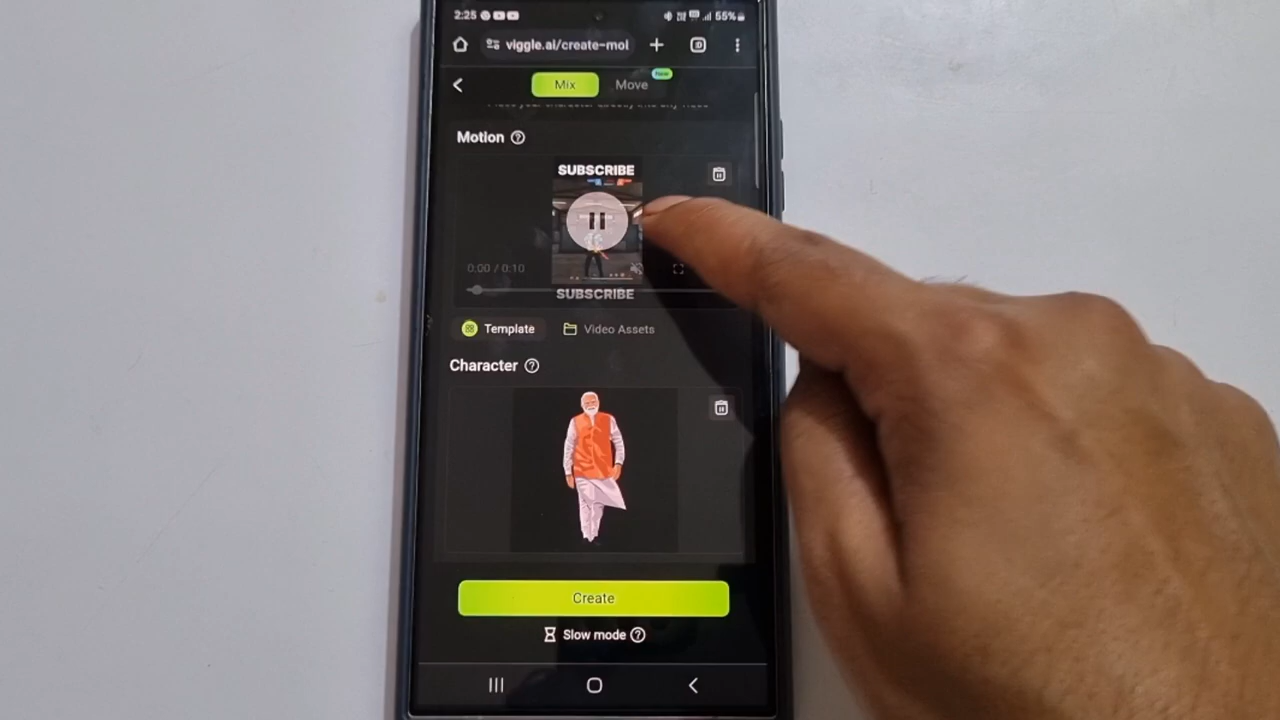 2:25 55%
viggle.ai/create-mol
Mix Move New
Motion
SUBSCRIBE
0:00 / 0:10
SUBSCRIBE
Template Video Assets
Character
Create
Slow mode